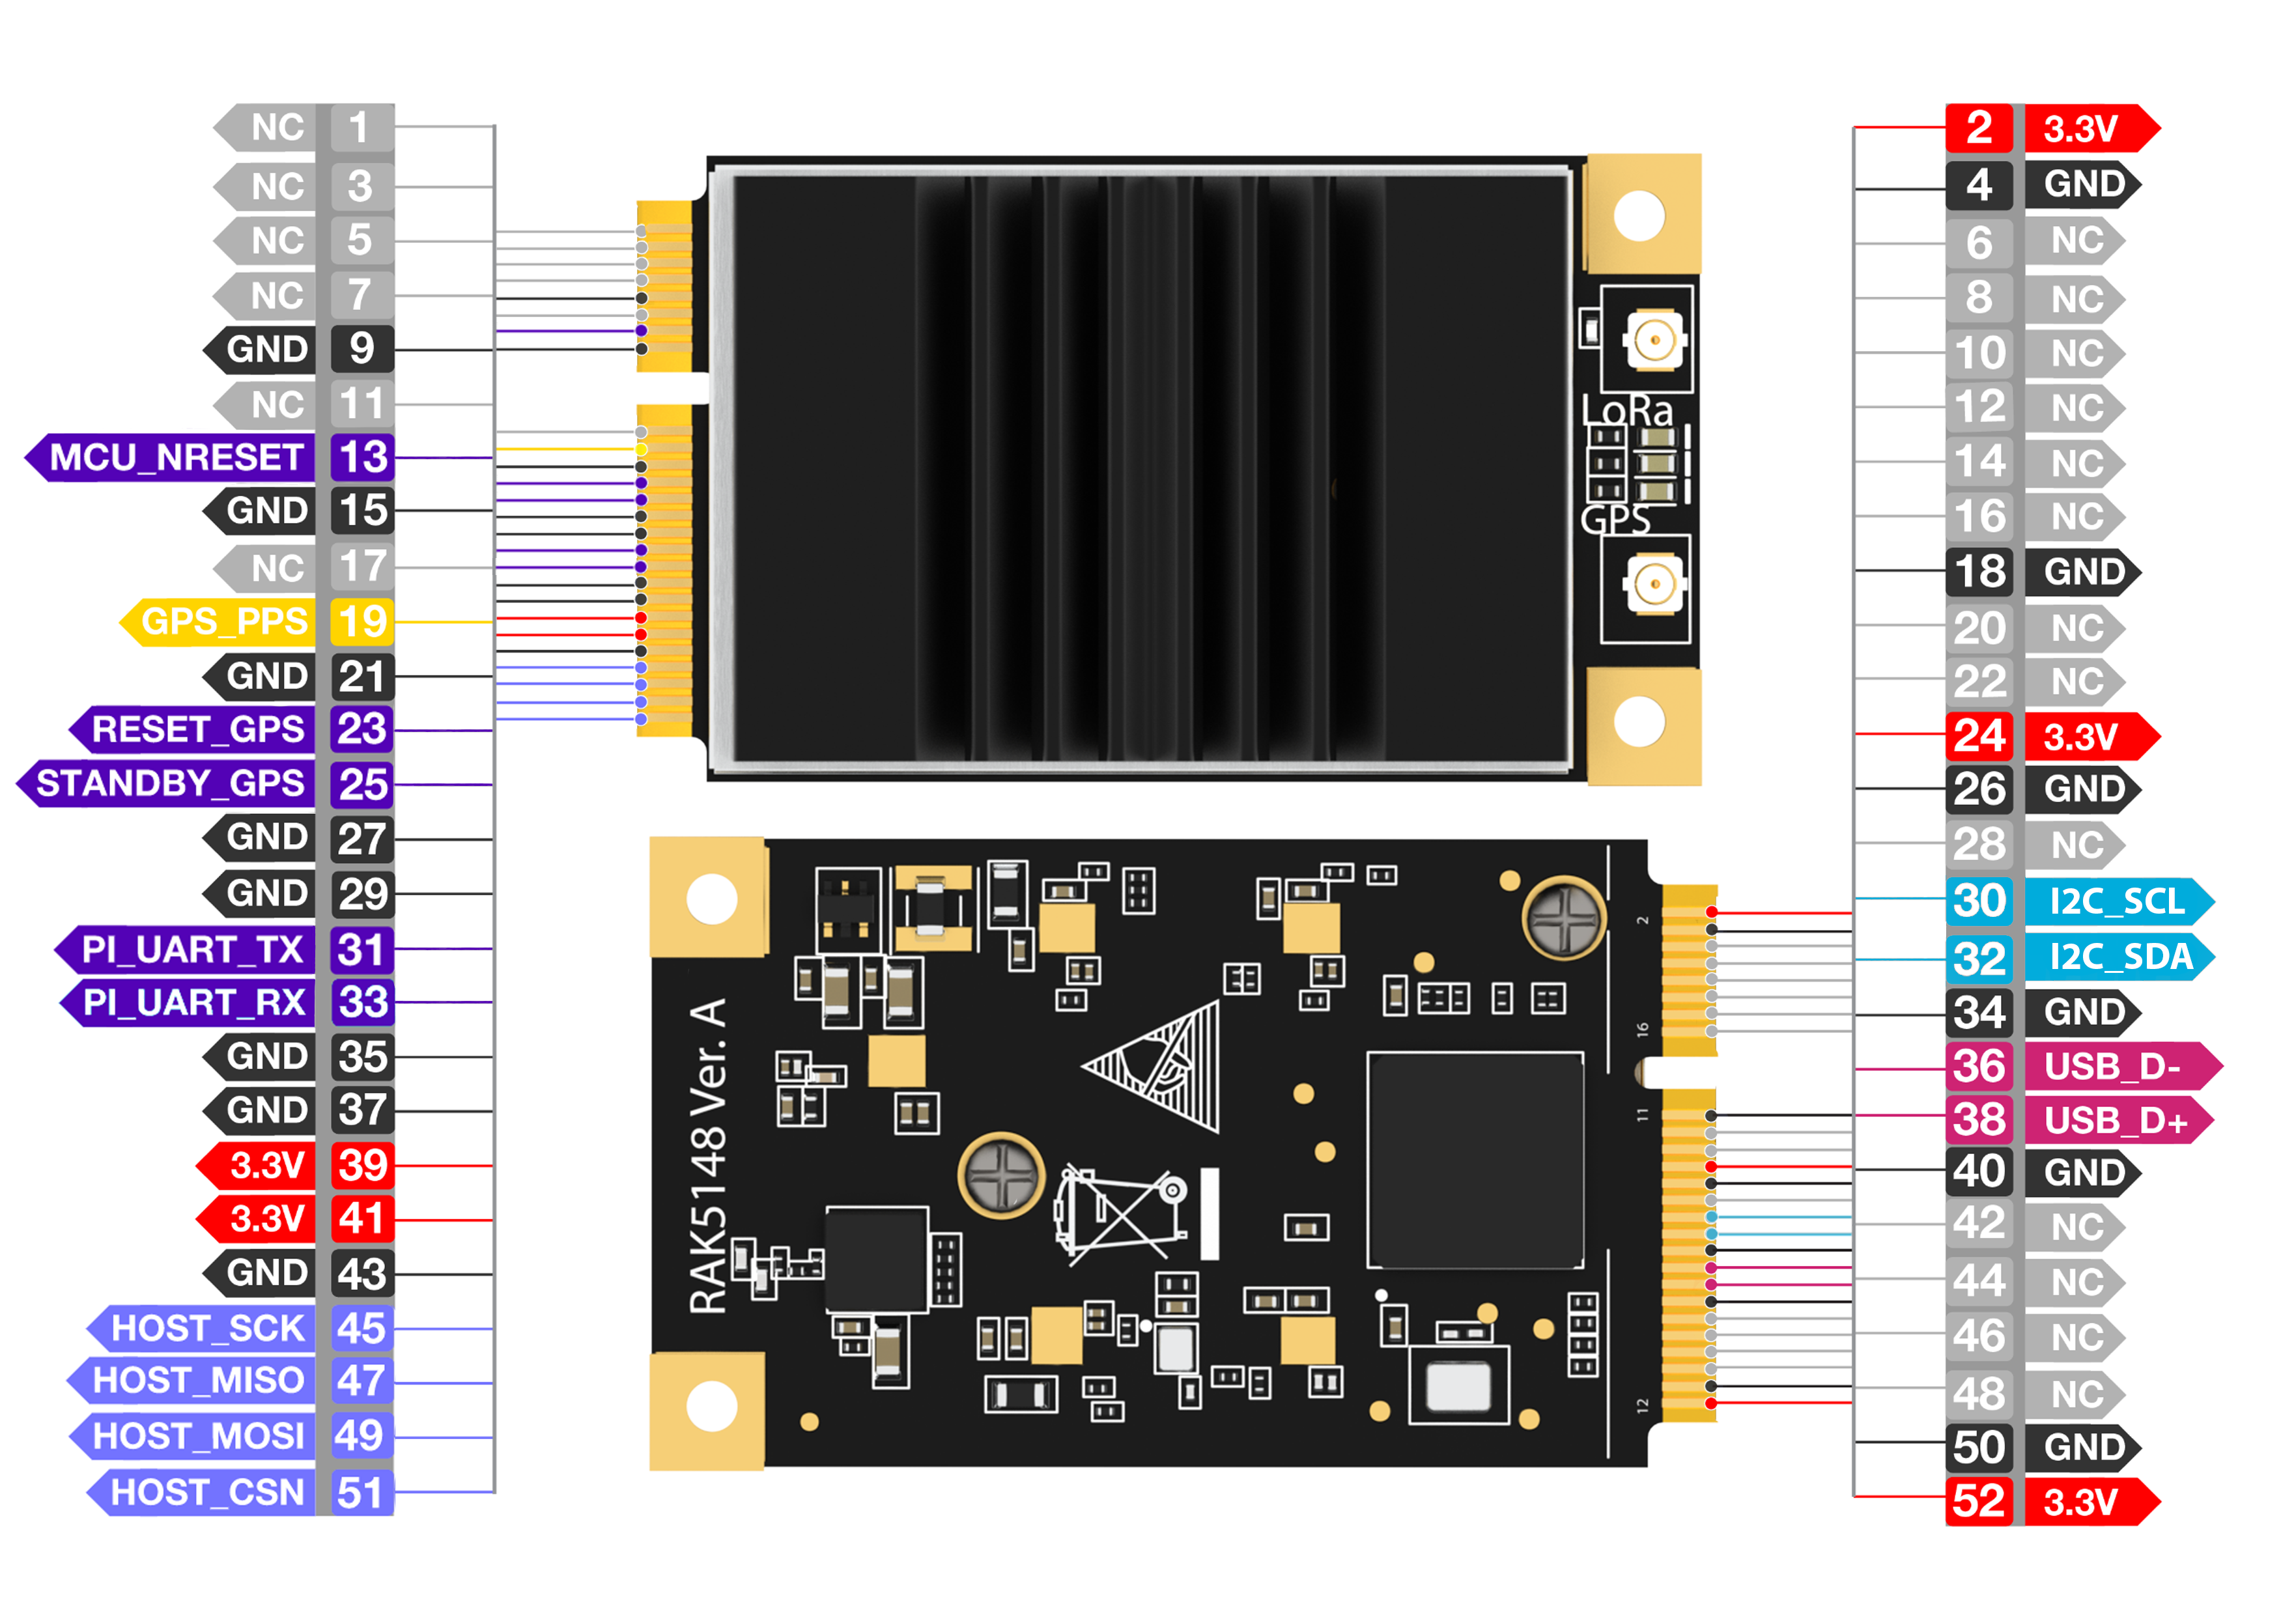 NC 1
NC 3
NC 5
NC 7
GND 9
NC 11
MCU_NRESET 13
GND 15
NC 17
GPS_PPS 19
GND 21
RESET_GPS 23
STANDBY_GPS 25
GND 27
GND 29
PI_UART_TX 31
PI_UART_RX 33
GND 35
GND 37
3.3V 39
3.3V 41
GND 43
HOST_SCK 45
HOST_MISO 47
HOST_MOSI 49
HOST_CSN 51
LoRa
GPS
RAK5148 Ver. A
2
16
11
12
2 3.3V
4 GND
6 NC
8 NC
10 NC
12 NC
14 NC
16 NC
18 GND
20 NC
22 NC
24 3.3V
26 GND
28 NC
30 I2C_SCL
32 I2C_SDA
34 GND
36 USB_D-
38 USB_D+
40 GND
42 NC
44 NC
46 NC
48 NC
50 GND
52 3.3V